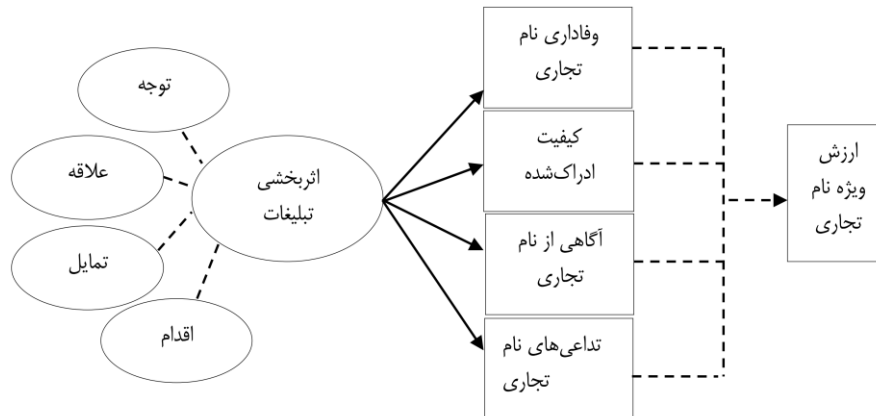 توجه
علاقه
تمایل
اقدام
اثربخشی
تبلیغات
وفاداری نام
تجاری
کیفیت
ادراک‌شده
آگاهی از نام
تجاری
تداعی‌های نام
تجاری
ارزش
ویژه نام
تجاری